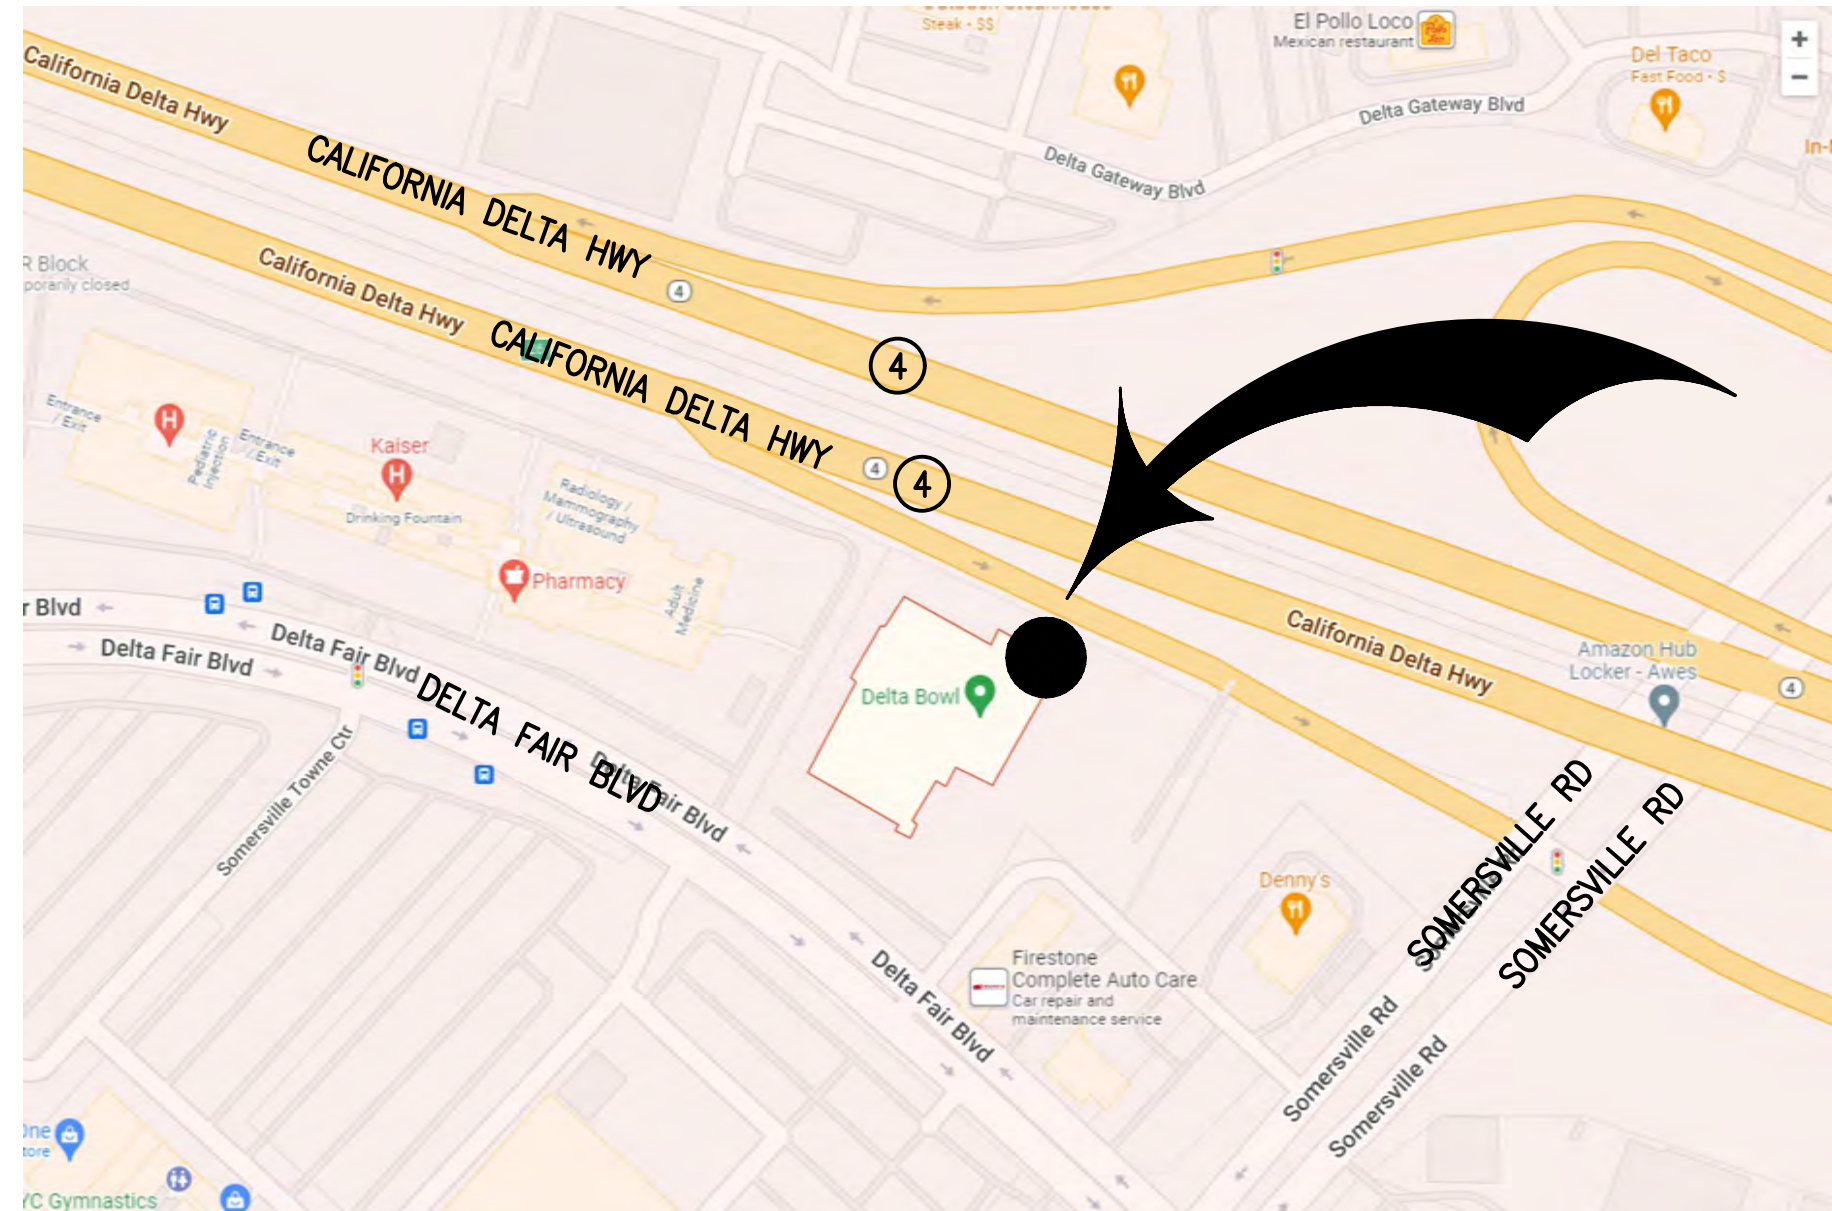 Steak - $$
El Pollo Loco
Mexican restaurant
Del Taco
Fast Food - $
+
−
California Delta Hwy
Delta Gateway Blvd
Delta Gateway Blvd
CALIFORNIA DELTA HWY
California Delta Hwy
R Block
porarily closed
4
4
CALIFORNIA DELTA HWY
4
4
Entrance
/ Exit
Pediatric
Injection
Entrance
/ Exit
Kaiser
Drinking Fountain
Radiology /
Mammography
/ Ultrasound
Pharmacy
Adult
Medicine
r Blvd
Delta Fair Blvd
Delta Fair Blvd
DELTA FAIR BLVD
Delta Fair Blvd
Delta Bowl
California Delta Hwy
Amazon Hub
Locker - Awes
4
Somersville Towne Ctr
SOMERSVILLE RD
SOMERSVILLE RD
Denny's
Firestone
Complete Auto Care
Car repair and
maintenance service
Delta Fair Blvd
Somersville Rd
Somersville Rd
One
tore
YC Gymnastics